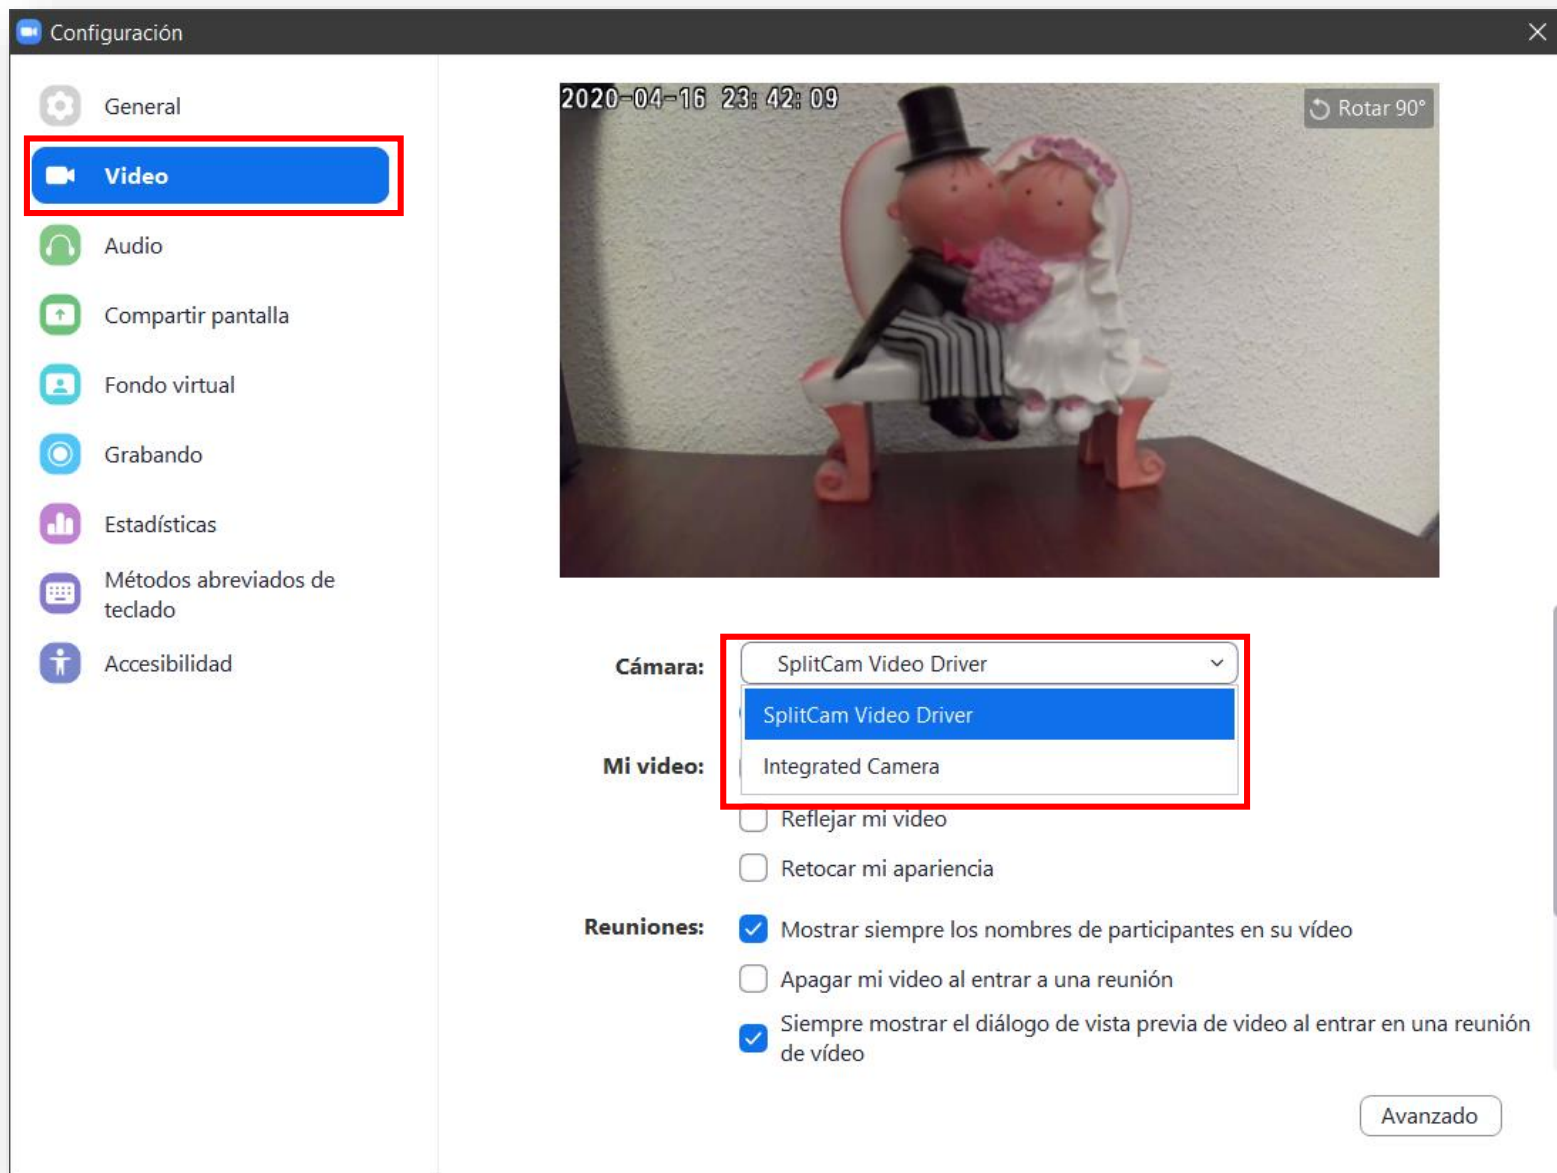 Configuración
General
Video
Audio
Compartir pantalla
Fondo virtual
Grabando
Estadísticas
Métodos abreviados de
teclado
Accesibilidad
2020-04-16 23:42:09
Rotar 90°
Cámara:
SplitCam Video Driver
SplitCam Video Driver
Integrated Camera
Mi video:
Reflejar mi video
Retocar mi apariencia
Reuniones:
Mostrar siempre los nombres de participantes en su vídeo
Apagar mi video al entrar a una reunión
Siempre mostrar el diálogo de vista previa de video al entrar en una reunión
de vídeo
Avanzado